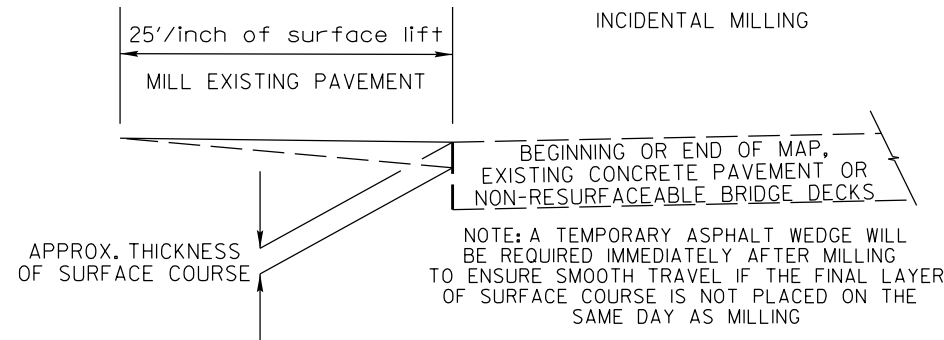 INCIDENTAL MILLING
25'/inch of surface lift
MILL EXISTING PAVEMENT
BEGINNING OR END OF MAP,
EXISTING CONCRETE PAVEMENT OR
NON-RESURFACEABLE BRIDGE DECKS
APPROX. THICKNESS
OF SURFACE COURSE
NOTE: A TEMPORARY ASPHALT WEDGE WILL
BE REQUIRED IMMEDIATELY AFTER MILLING
TO ENSURE SMOOTH TRAVEL IF THE FINAL LAYER
OF SURFACE COURSE IS NOT PLACED ON THE
SAME DAY AS MILLING